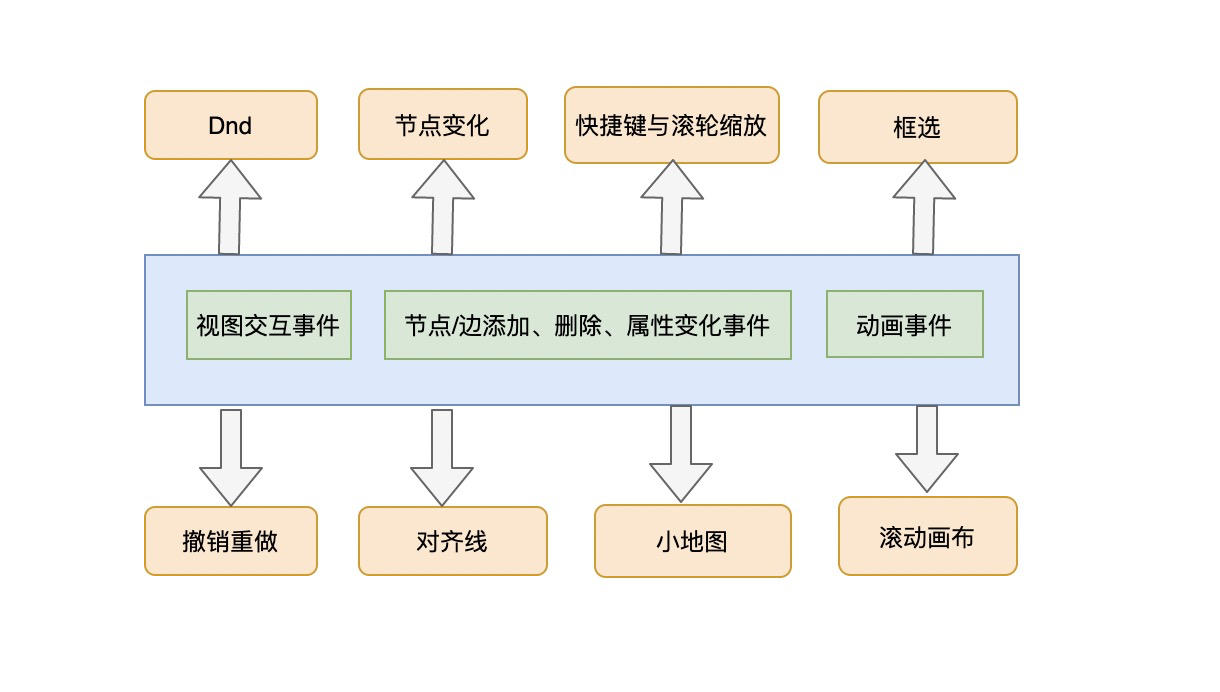 Dnd
节点变化
快捷键与滚轮缩放
框选
视图交互事件
节点/边添加、删除、属性变化事件
动画事件
撤销重做
对齐线
小地图
滚动画布